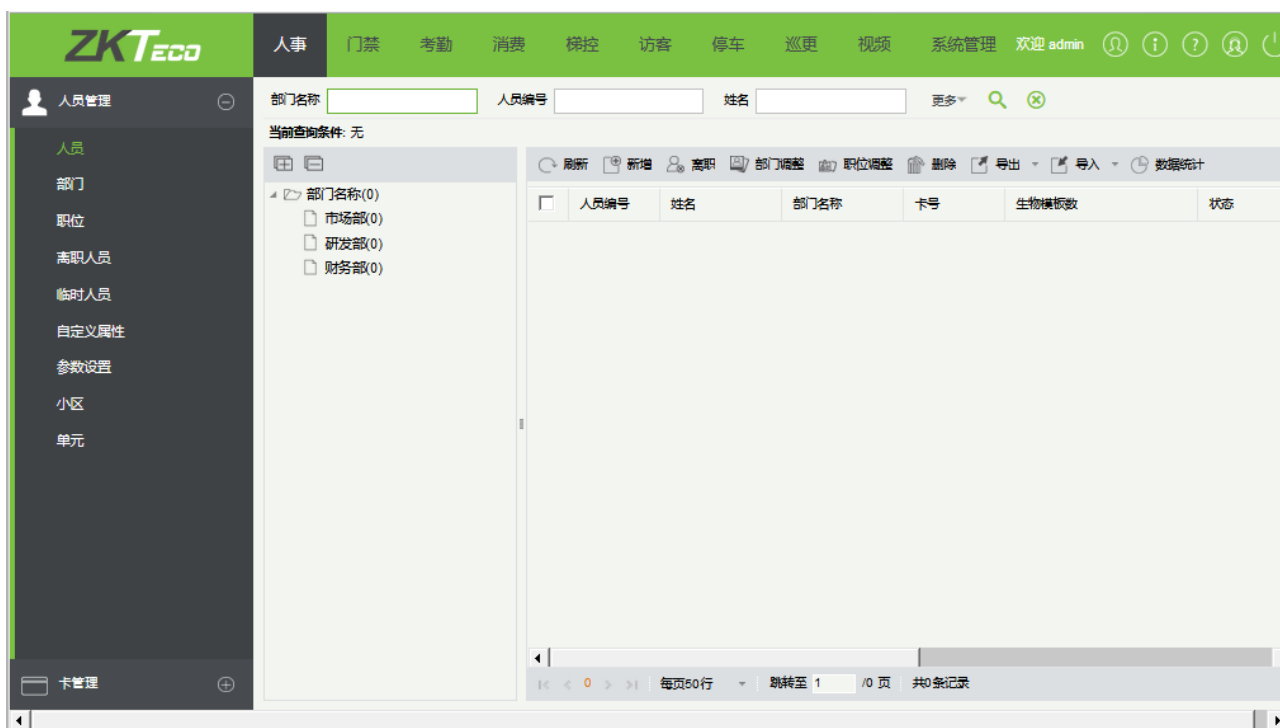 ZKTeco 人事 门禁 考勤 消费 梯控 访客 停车 巡更 视频 系统管理 欢迎 admin
人员管理
人员
部门
职位
离职人员
临时人员
自定义属性
参数设置
小区
单元
卡管理
部门名称 人员编号 姓名 更多
当前查询条件: 无
部门名称(0)
市场部(0)
研发部(0)
财务部(0)
刷新 新增 离职 部门调整 职位调整 删除 导出 导入 数据统计
人员编号 姓名 部门名称 卡号 生物模板数 状态
0 每页50行 跳转至 1 /0 页 共0条记录